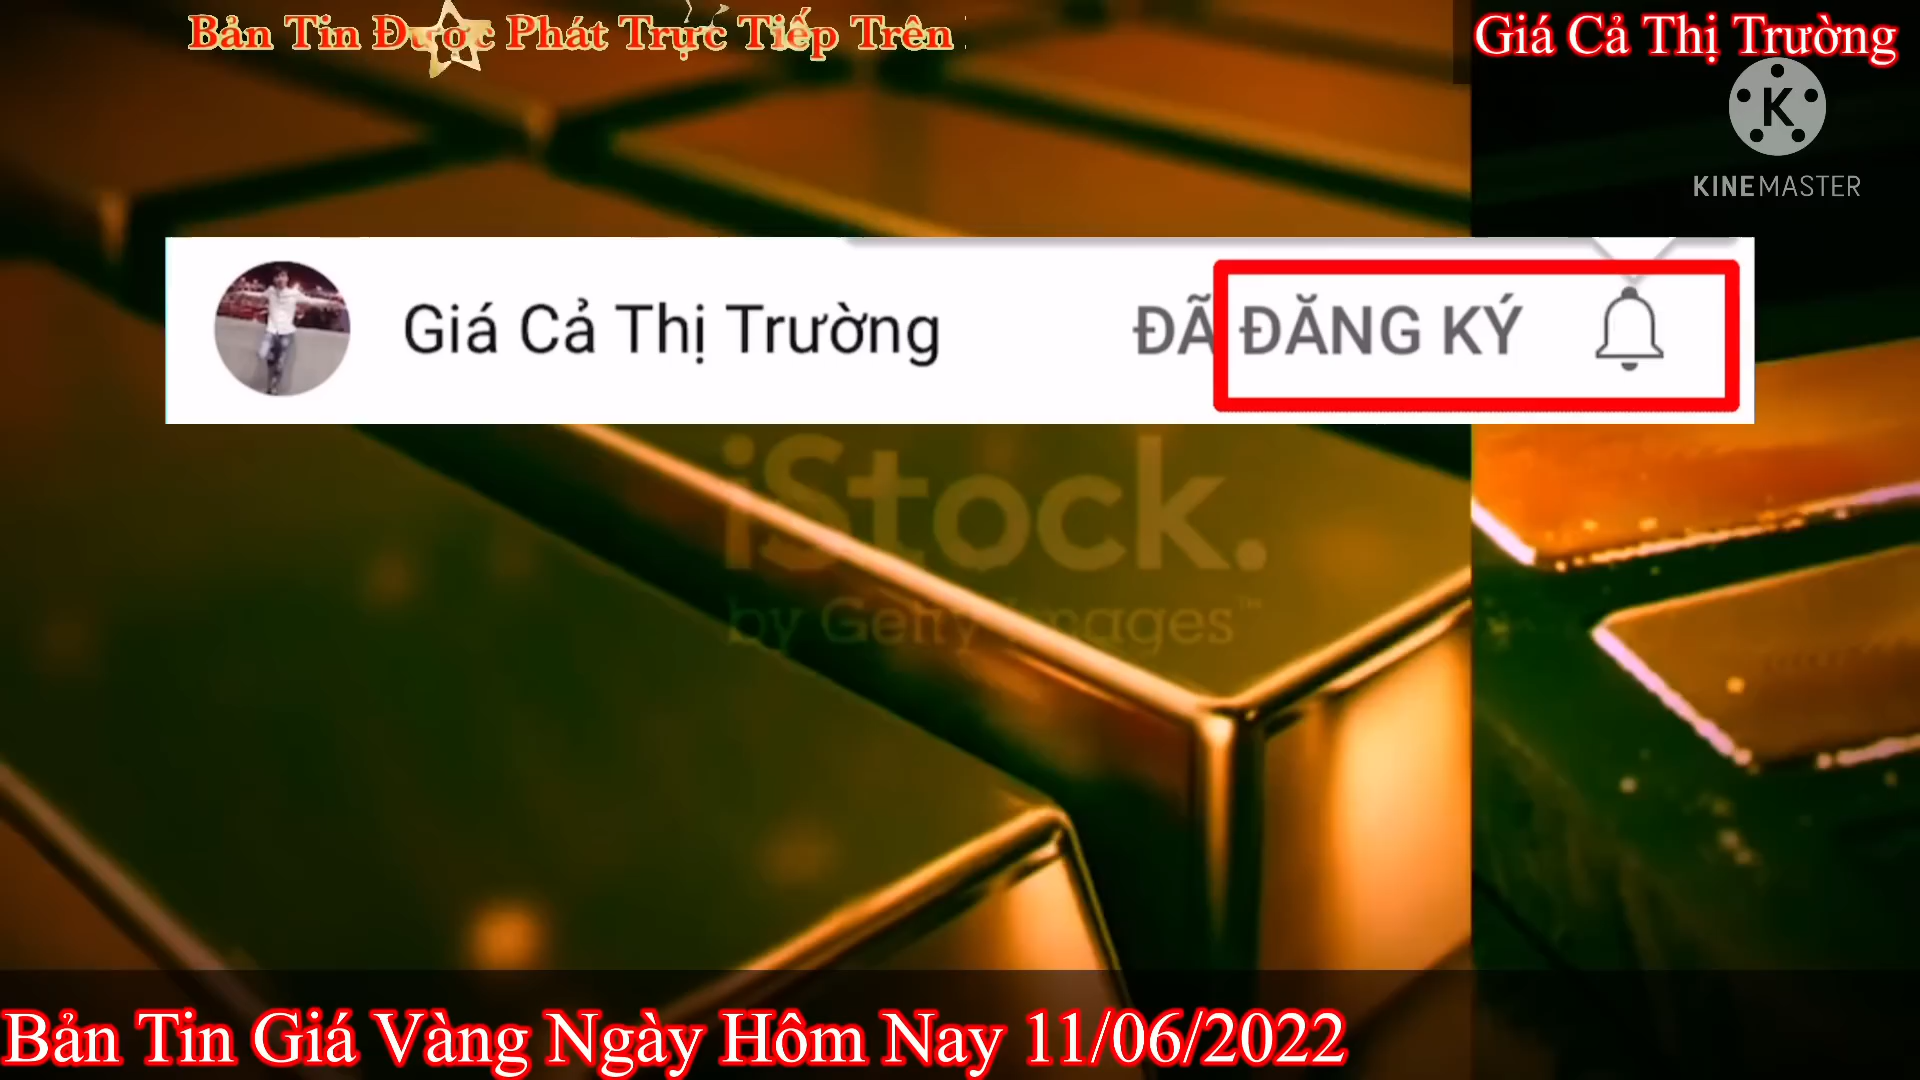 Bản Tin Được Phát Trực Tiếp Trên
Giá Cả Thị Trường
K
KINEMASTER
Giá Cả Thị Trường ĐÃ ĐĂNG KÝ
iStock.
by Getty Images™
Bản Tin Giá Vàng Ngày Hôm Nay 11/06/2022